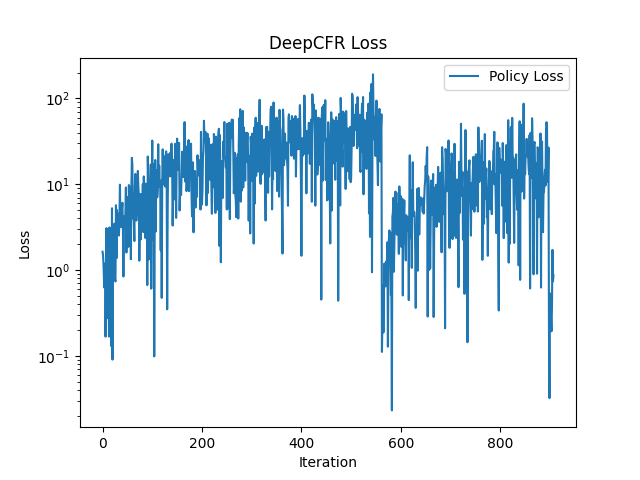 DeepCFR Loss
Policy Loss
Loss
10²
10¹
10⁰
10⁻¹
0 200 400 600 800
Iteration